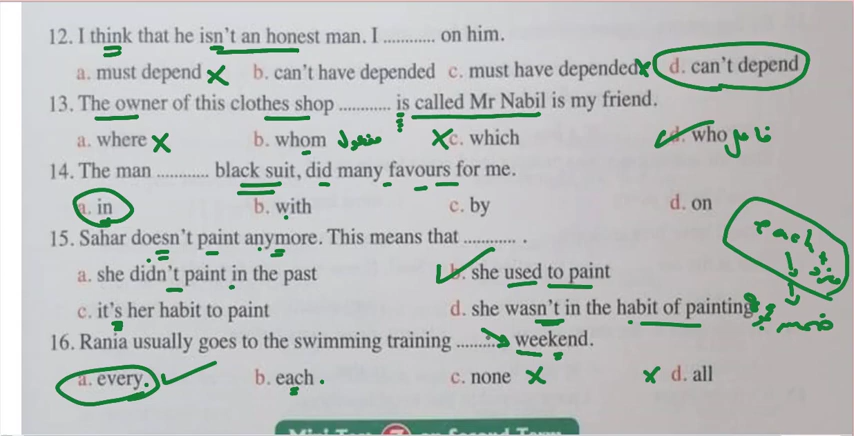 12. I think that he isn't an honest man. I ............ on him.
a. must depend b. can't have depended c. must have depended d. can't depend
13. The owner of this clothes shop ............ is called Mr Nabil is my friend.
a. where b. whom مفعول c. which d. who فاعل
14. The man ............ black suit, did many favours for me.
a. in b. with c. by d. on
15. Sahar doesn't paint anymore. This means that ............ .
a. she didn't paint in the past b. she used to paint
c. it's her habit to paint d. she wasn't in the habit of painting
each +
مفرد
16. Rania usually goes to the swimming training ............ weekend.
a. every b. each c. none d. all